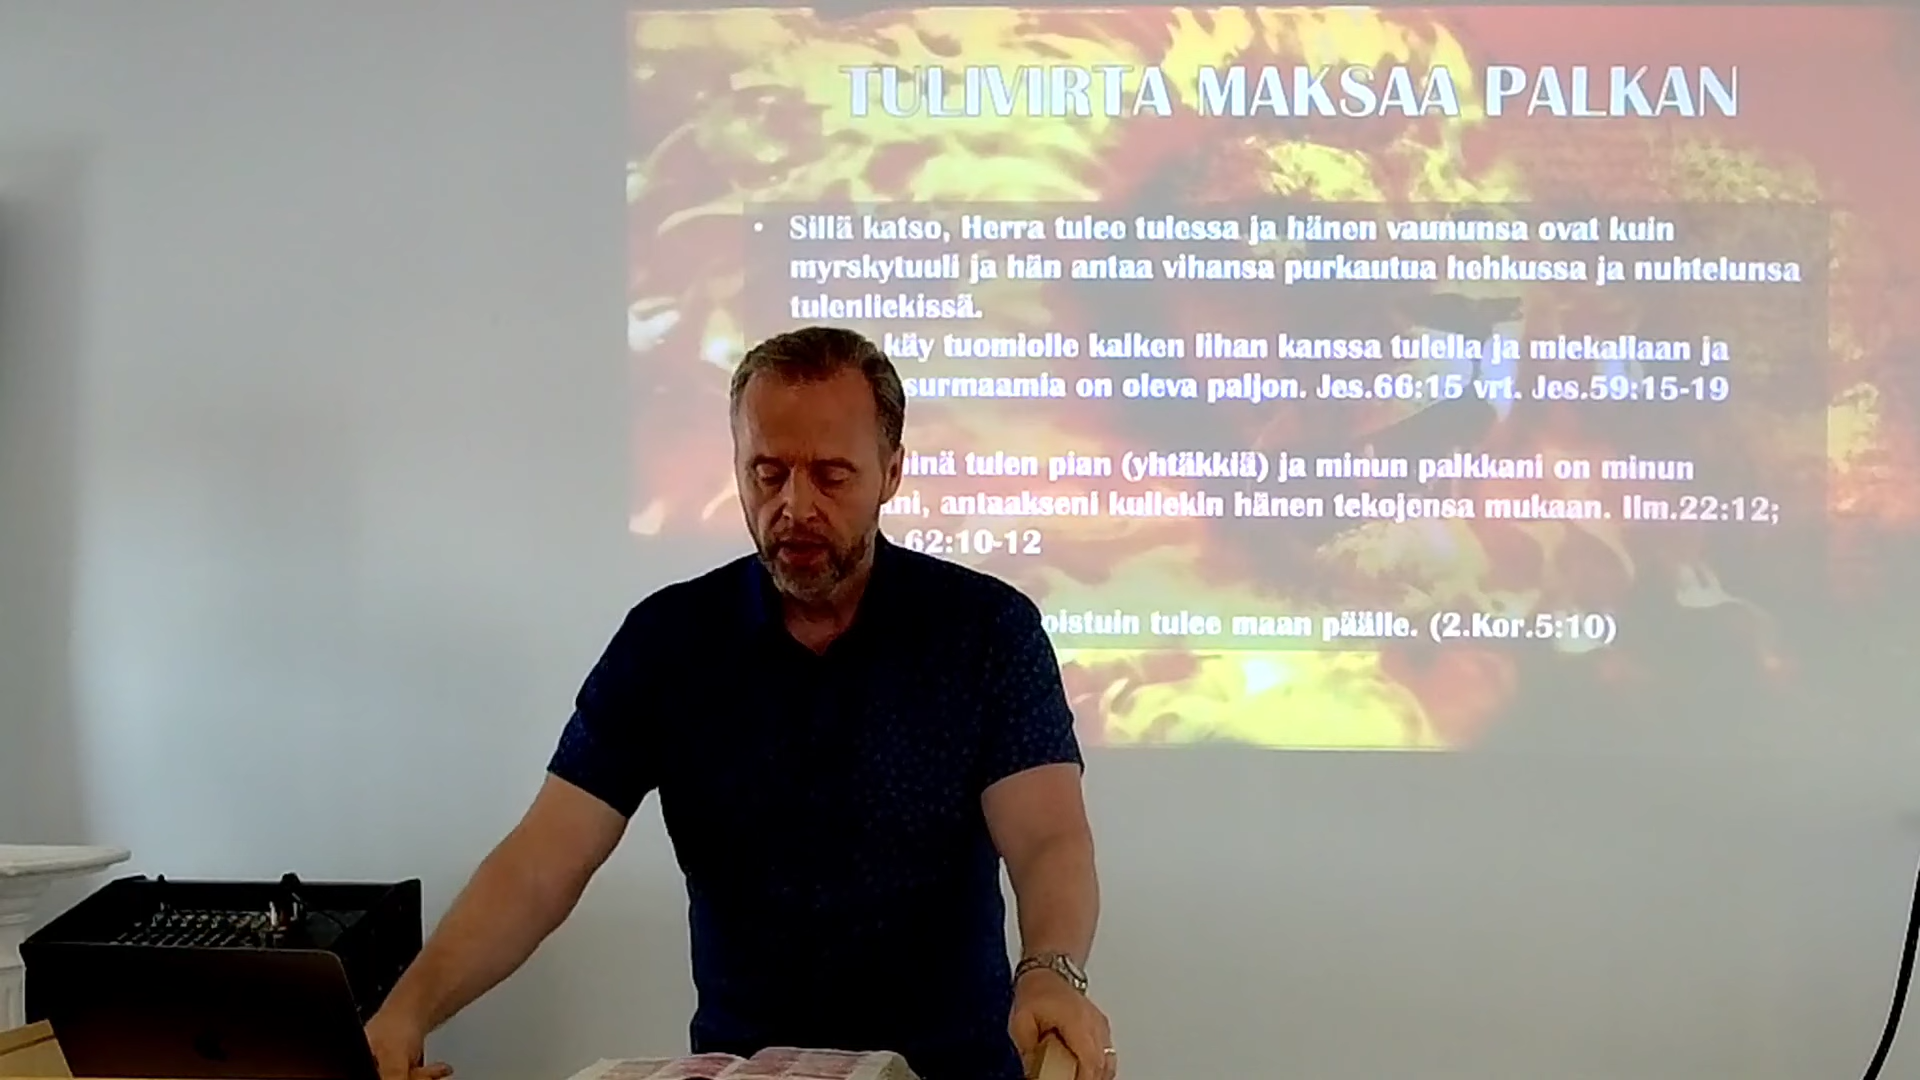 TULIVIRTA MAKSAA PALKAN
• Sillä katso, Herra tulee tulessa ja hänen vaununsa ovat kuin
myrskytuuli ja hän antaa vihansa purkautua hehkussa ja nuhtelunsa
tulenliekissä.
käy tuomiolle kaiken lihan kanssa tulella ja miekallaan ja
surmaamia on oleva paljon. Jes.66:15 vrt. Jes.59:15-19
tulen pian (yhtäkkiä) ja minun palkkani on minun
antaakseni kullekin hänen tekojensa mukaan. Ilm.22:12;
62:10-12
tulee maan päälle. (2.Kor.5:10)